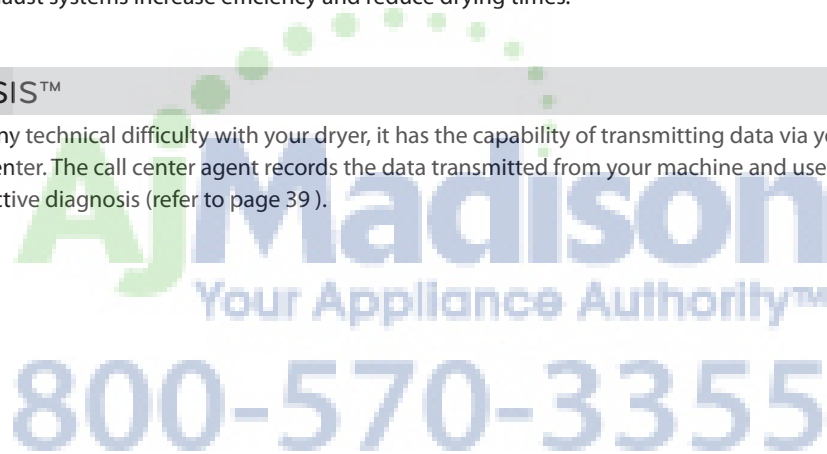 haust systems increase efficiency and reduce drying times.
SIS™
ny technical difficulty with your dryer, it has the capability of transmitting data via yo
enter. The call center agent records the data transmitted from your machine and use
ctive diagnosis (refer to page 39 ).
AjMadison
Your Appliance Authority™
800-570-3355